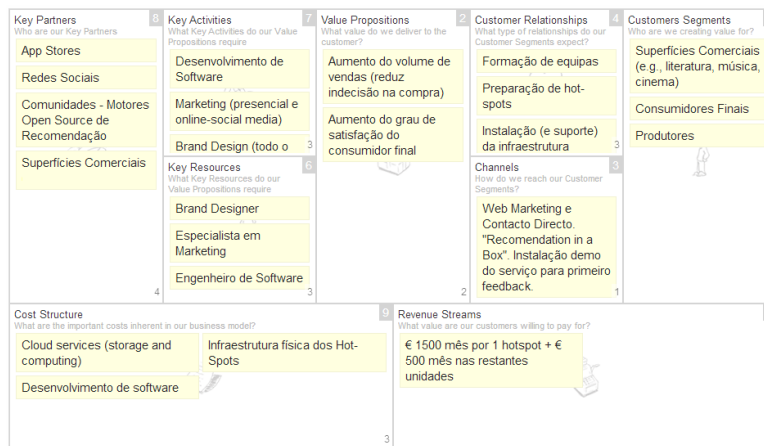 Key Partners
8
Who are our Key Partners
App Stores
Redes Sociais
Comunidades - Motores
Open Source de
Recomendação
Superfícies Comerciais
4
Key Activities
7
What Key Activities do our Value
Propositions require
Desenvolvimento de
Software
Marketing (presencial e
online-social media)
Brand Design (todo o
3
Key Resources
6
What Key Resources do our
Value Propositions require
Brand Designer
Especialista em
Marketing
Engenheiro de Software
3
Value Propositions
2
What value do we deliver to the
customer?
Aumento do volume de
vendas (reduz
indecisão na compra)
Aumento do grau de
satisfação do
consumidor final
2
Customer Relationships
4
What type of relationships do our
Customer Segments expect?
Formação de equipas
Preparação de hot-
spots
Instalação (e suporte)
da infraestrutura
3
Channels
3
How do we reach our Customer
Segments?
Web Marketing e
Contacto Directo.
"Recomendation in a
Box". Instalação demo
do serviço para primeiro
feedback.
1
Customers Segments
Who are we creating value for?
Superfícies Comerciais
(e.g., literatura, música,
cinema)
Consumidores Finais
Produtores
Cost Structure
9
What are the important costs inherent in our business model?
Cloud services (storage and
computing)
Desenvolvimento de software
Infraestrutura física dos Hot-
Spots
3
Revenue Streams
What value are our customers willing to pay for?
€ 1500 mês por 1 hotspot + €
500 mês nas restantes
unidades